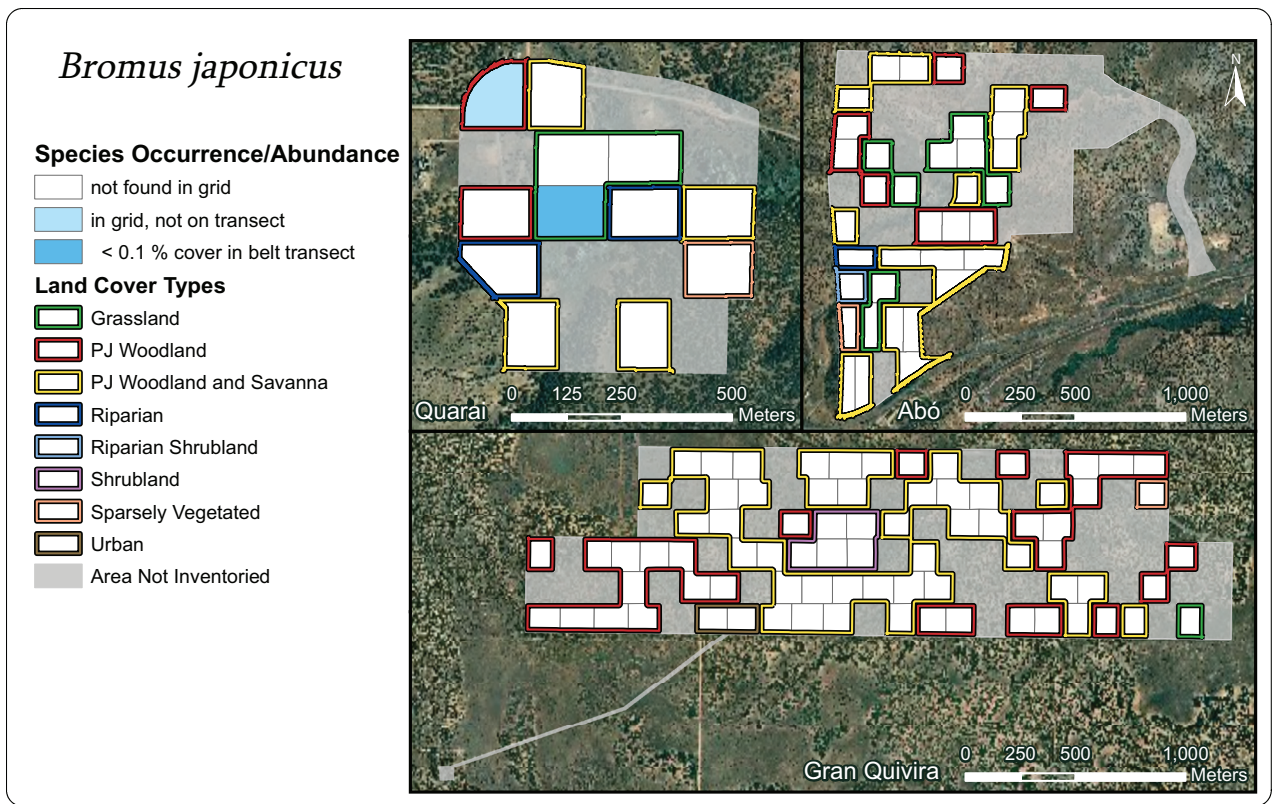 Bromus japonicus
Species Occurrence/Abundance
not found in grid
in grid, not on transect
< 0.1 % cover in belt transect
Land Cover Types
Grassland
PJ Woodland
PJ Woodland and Savanna
Riparian
Riparian Shrubland
Shrubland
Sparsely Vegetated
Urban
Area Not Inventoried
Quarai
0 125 250 500
Meters
N
Abó
0 250 500 1,000
Meters
Gran Quivira
0 250 500 1,000
Meters